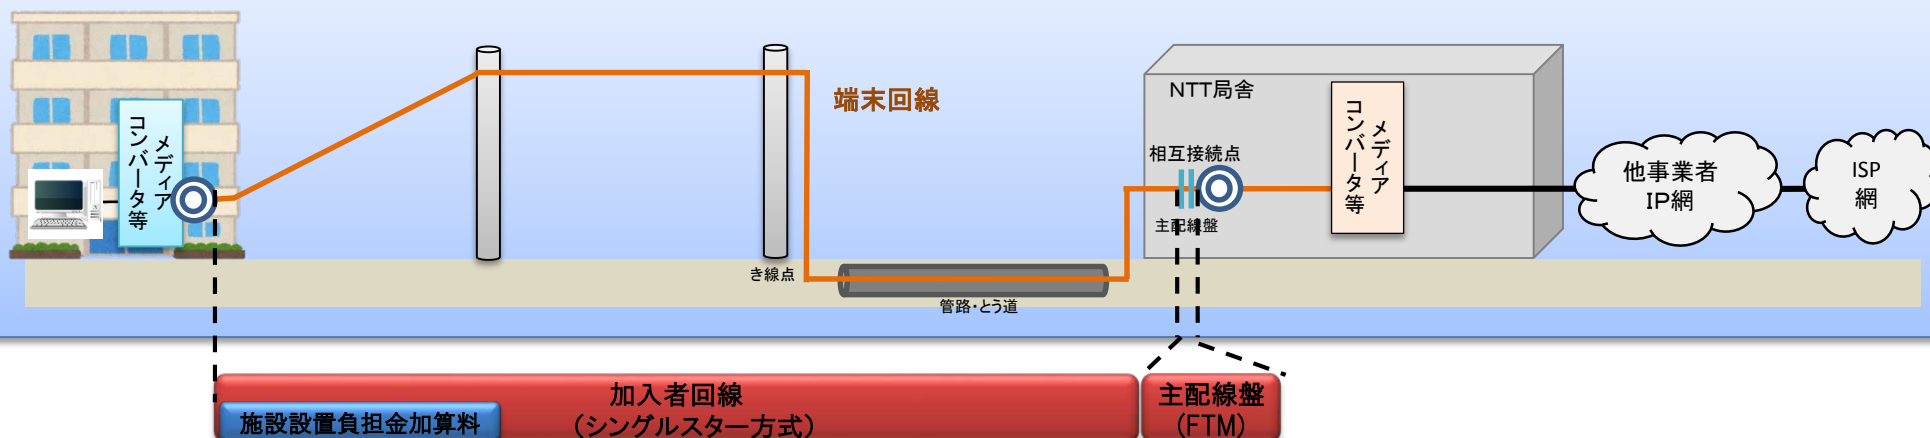 メディア
コンバータ等
端末回線
き線点
管路・とう道
NTT局舎
相互接続点
主配線盤
メディア
コンバータ等
他事業者
IP網
ISP
網
加入者回線
（シングルスター方式）
施設設置負担金加算料
主配線盤
(FTM)